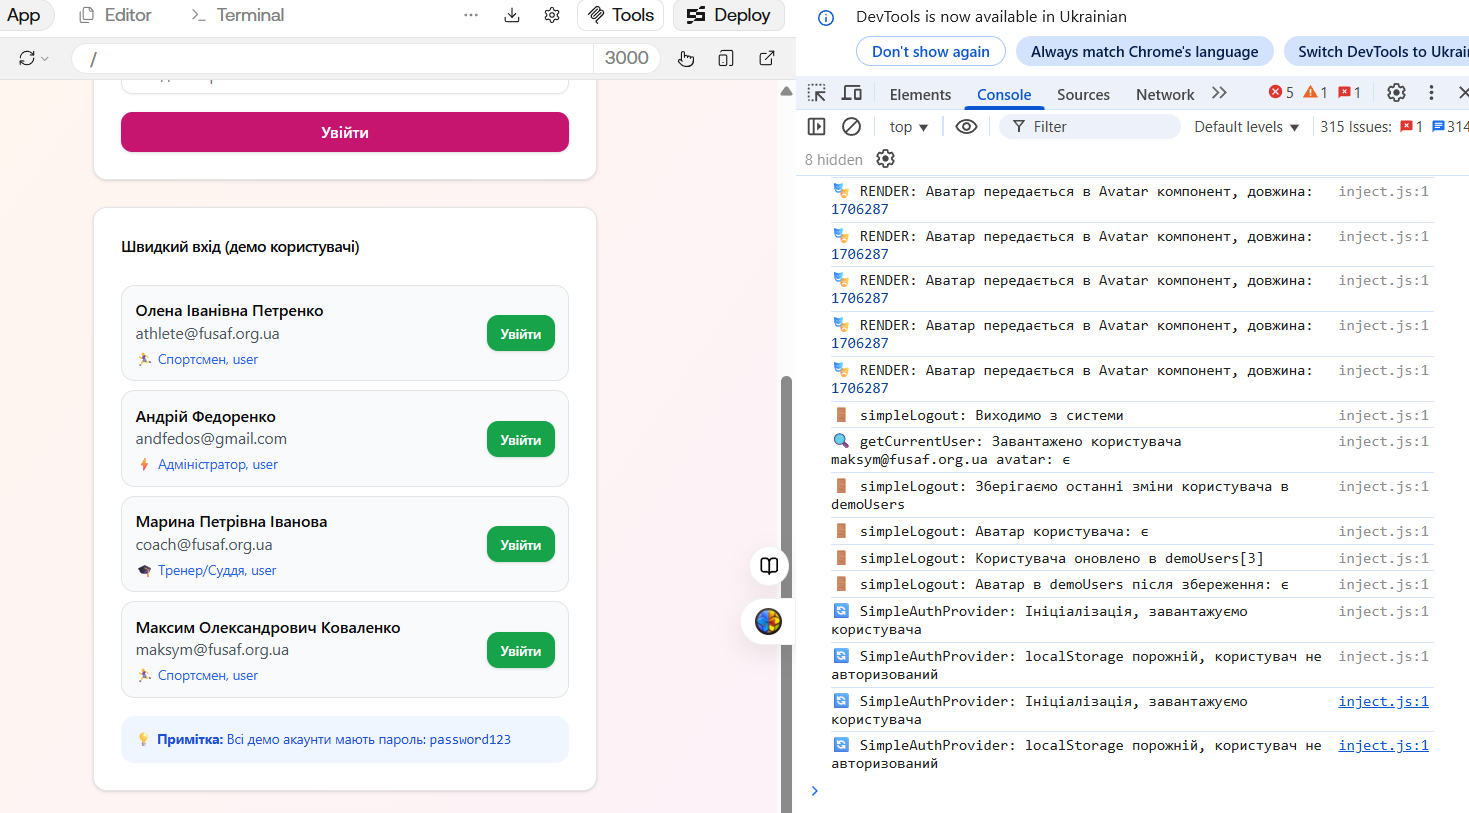 App
Editor
Terminal
Tools
Deploy
/
3000
Увійти
Швидкий вхід (демо користувачі)
Олена Іванівна Петренко
athlete@fusaf.org.ua
Спортсмен, user
Увійти
Андрій Федоренко
andfedos@gmail.com
Адміністратор, user
Увійти
Марина Петрівна Іванова
coach@fusaf.org.ua
Тренер/Суддя, user
Увійти
Максим Олександрович Коваленко
maksym@fusaf.org.ua
Спортсмен, user
Увійти
Примітка: Всі демо акаунти мають пароль: password123
DevTools is now available in Ukrainian
Don't show again
Always match Chrome's language
Switch DevTools to
Elements
Console
Sources
Network
5
1
1
top
Filter
Default levels
315 Issues:
1
314
8 hidden
RENDER: Аватар передається в Avatar компонент, довжина: inject.js:1
1706287
RENDER: Аватар передається в Avatar компонент, довжина: inject.js:1
1706287
RENDER: Аватар передається в Avatar компонент, довжина: inject.js:1
1706287
RENDER: Аватар передається в Avatar компонент, довжина: inject.js:1
1706287
RENDER: Аватар передається в Avatar компонент, довжина: inject.js:1
1706287
simpleLogout: Виходимо з системи inject.js:1
getCurrentUser: Завантажено користувача inject.js:1
maksym@fusaf.org.ua avatar: є
simpleLogout: Зберігаємо останні зміни користувача в inject.js:1
demoUsers
simpleLogout: Аватар користувача: є inject.js:1
simpleLogout: Користувача оновлено в demoUsers[3] inject.js:1
simpleLogout: Аватар в demoUsers після збереження: є inject.js:1
SimpleAuthProvider: Ініціалізація, завантажуємо inject.js:1
користувача
SimpleAuthProvider: localStorage порожній, користувач не inject.js:1
авторизований
SimpleAuthProvider: Ініціалізація, завантажуємо inject.js:1
користувача
SimpleAuthProvider: localStorage порожній, користувач не inject.js:1
авторизований